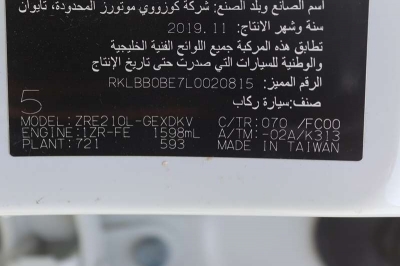 اسم الصانع وبلد الصنع: شركة كوزووي موتورز المحدودة، تايوان
سنة وشهر الانتاج: 2019.11
تطابق هذه المركبة جميع اللوائح الفنية الخليجية
والوطنية للسيارات التي صدرت حتى تاريخ الإنتاج
الرقم المميز: RKLBB0BE7L0020815
صنف: سيارة ركاب
5
MODEL:ZRE210L-GEXDKV C/TR:070 /FC00
ENGINE:1ZR-FE 1598mL A/TM:-02A/K313
PLANT:721 593 MADE IN TAIWAN